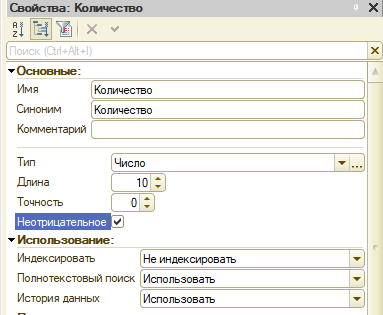 Свойства: Количество
Поиск (Ctrl+Alt+I)
Основные:
Имя Количество
Синоним Количество
Комментарий
Тип Число
Длина 10
Точность 0
Неотрицательное
Использование:
Индексировать Не индексировать
Полнотекстовый поиск Использовать
История данных Использовать